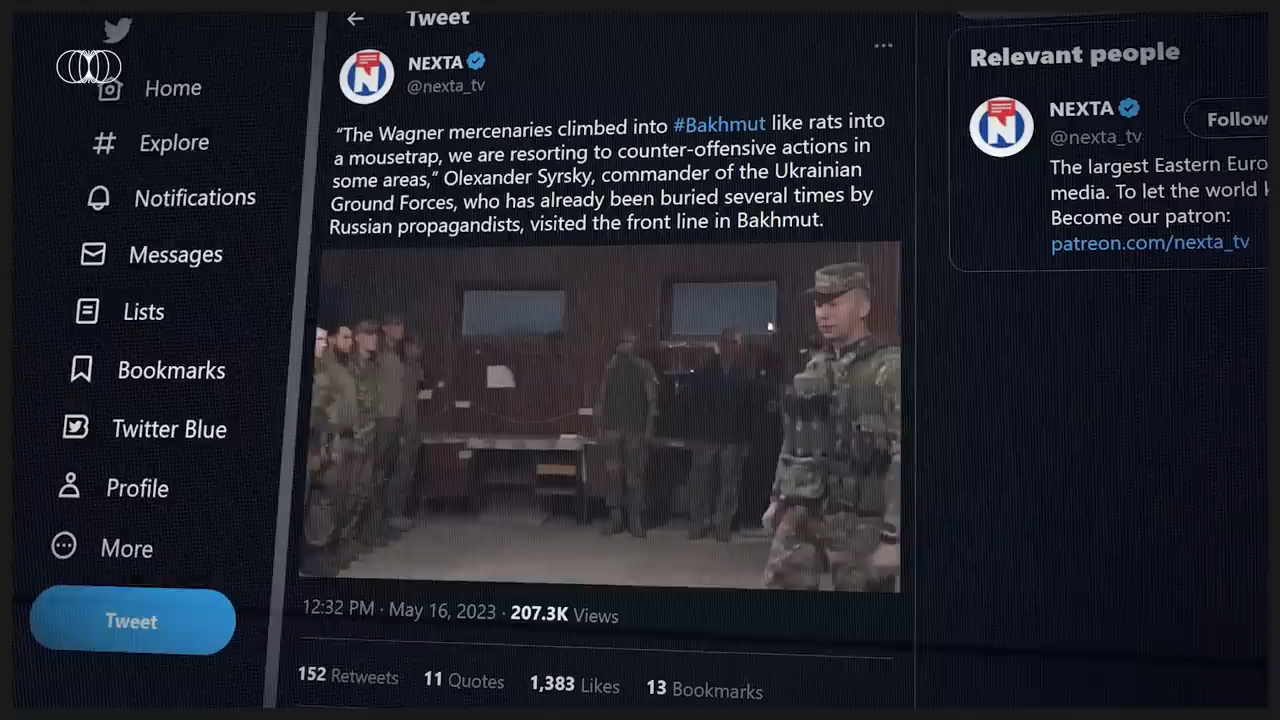 Home
Explore
Notifications
Messages
Lists
Bookmarks
Twitter Blue
Profile
More
Tweet
Tweet
NEXTA
@nexta_tv
“The Wagner mercenaries climbed into #Bakhmut like rats into
a mousetrap, we are resorting to counter-offensive actions in
some areas,” Olexander Syrsky, commander of the Ukrainian
Ground Forces, who has already been buried several times by
Russian propagandists, visited the front line in Bakhmut.
12:32 PM · May 16, 2023 · 207.3K Views
152 Retweets 11 Quotes 1,383 Likes 13 Bookmarks
Relevant people
NEXTA
@nexta_tv
Follow
The largest Eastern Euro
media. To let the world
Become our patron:
patreon.com/nexta_tv